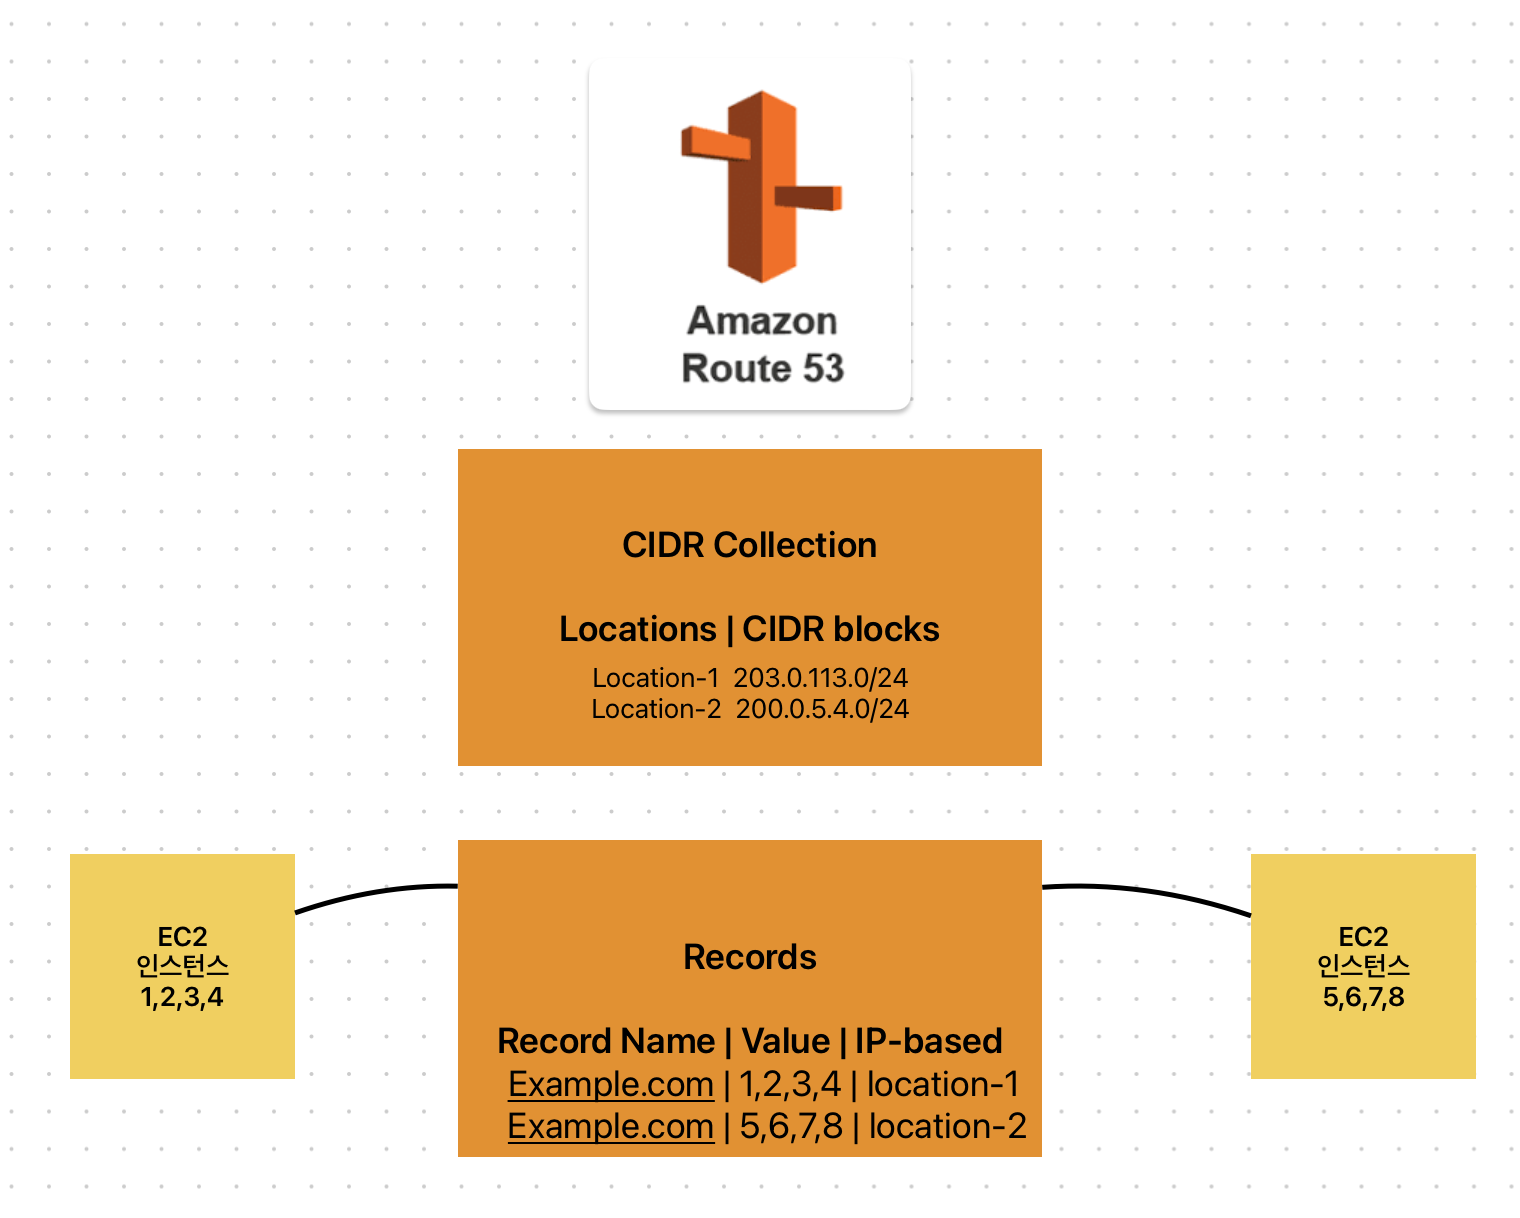 Amazon
Route 53
CIDR Collection
Locations | CIDR blocks
Location-1 203.0.113.0/24
Location-2 200.0.5.4.0/24
EC2
인스턴스
1,2,3,4
Records
Record Name | Value | IP-based
Example.com | 1,2,3,4 | location-1
Example.com | 5,6,7,8 | location-2
EC2
인스턴스
5,6,7,8